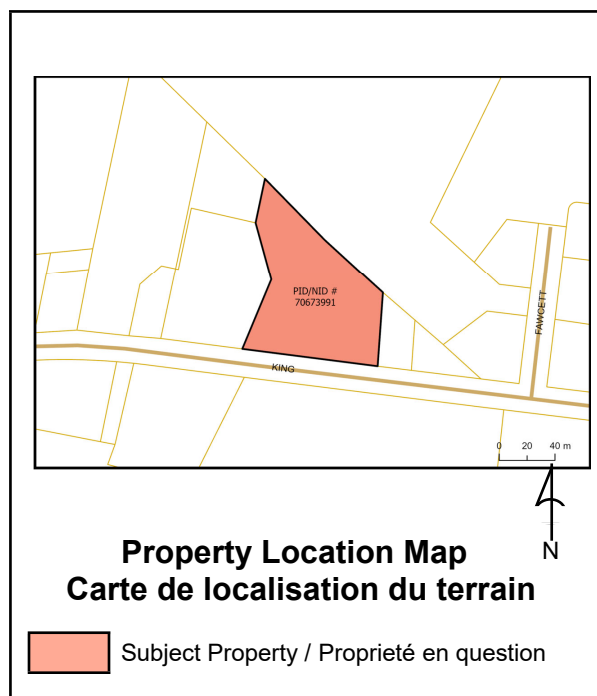 PID/NID #
70673991
FAWCETT
KING
0 20 40 m
N
Property Location Map
Carte de localisation du terrain
Subject Property / Proprieté en question